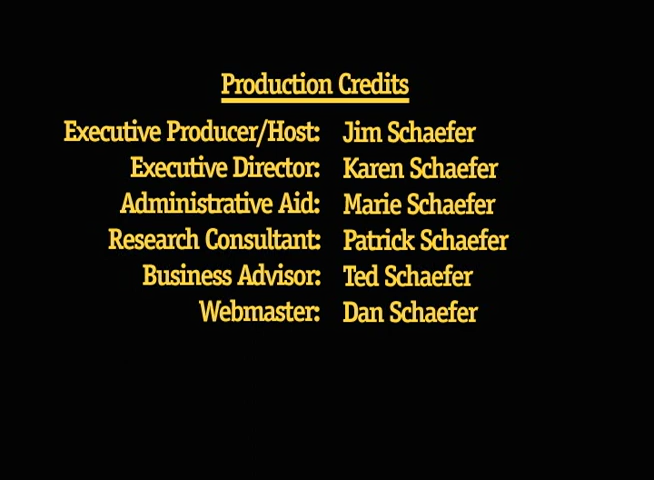 Production Credits
Executive Producer/Host: Jim Schaefer
Executive Director: Karen Schaefer
Administrative Aid: Marie Schaefer
Research Consultant: Patrick Schaefer
Business Advisor: Ted Schaefer
Webmaster: Dan Schaefer